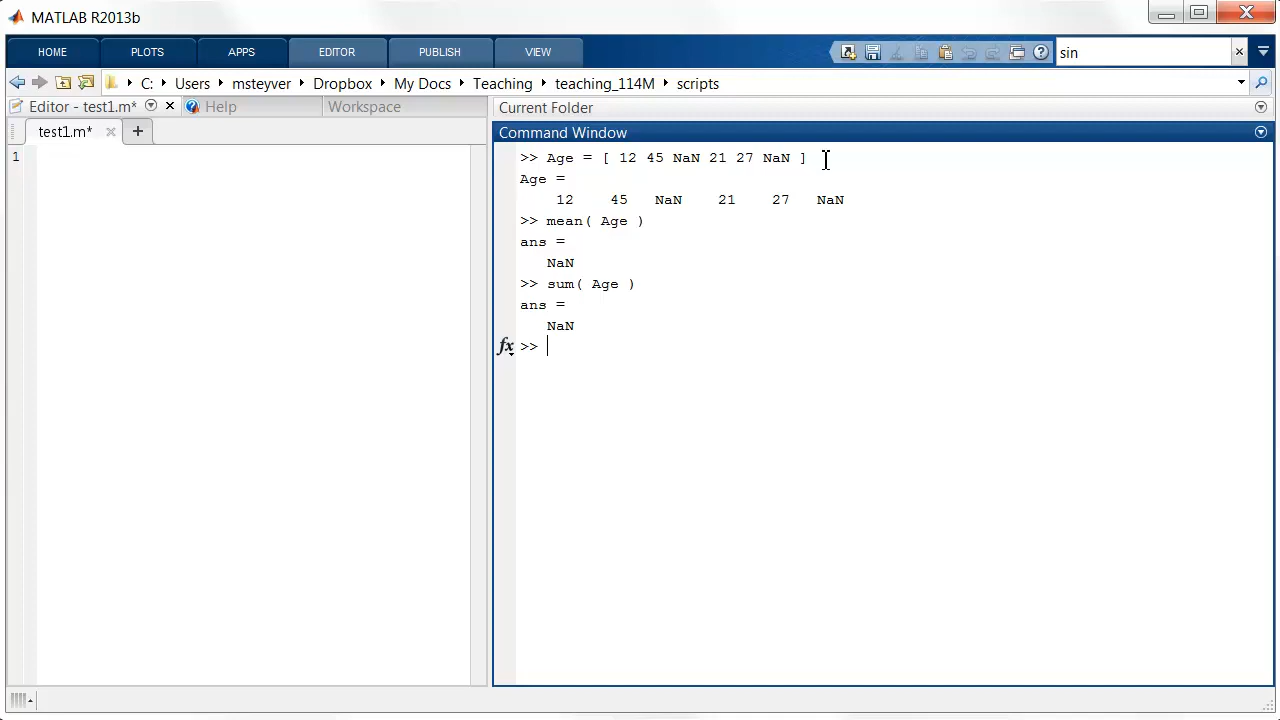 MATLAB R2013b
HOME PLOTS APPS EDITOR PUBLISH VIEW sin
C: Users msteyver Dropbox My Docs Teaching teaching_114M scripts
Editor - test1.m* Help Workspace Current Folder
test1.m* Command Window
1
>> Age = [ 12 45 NaN 21 27 NaN ]
Age =
12 45 NaN 21 27 NaN
>> mean( Age )
ans =
NaN
>> sum( Age )
ans =
NaN
fx >>